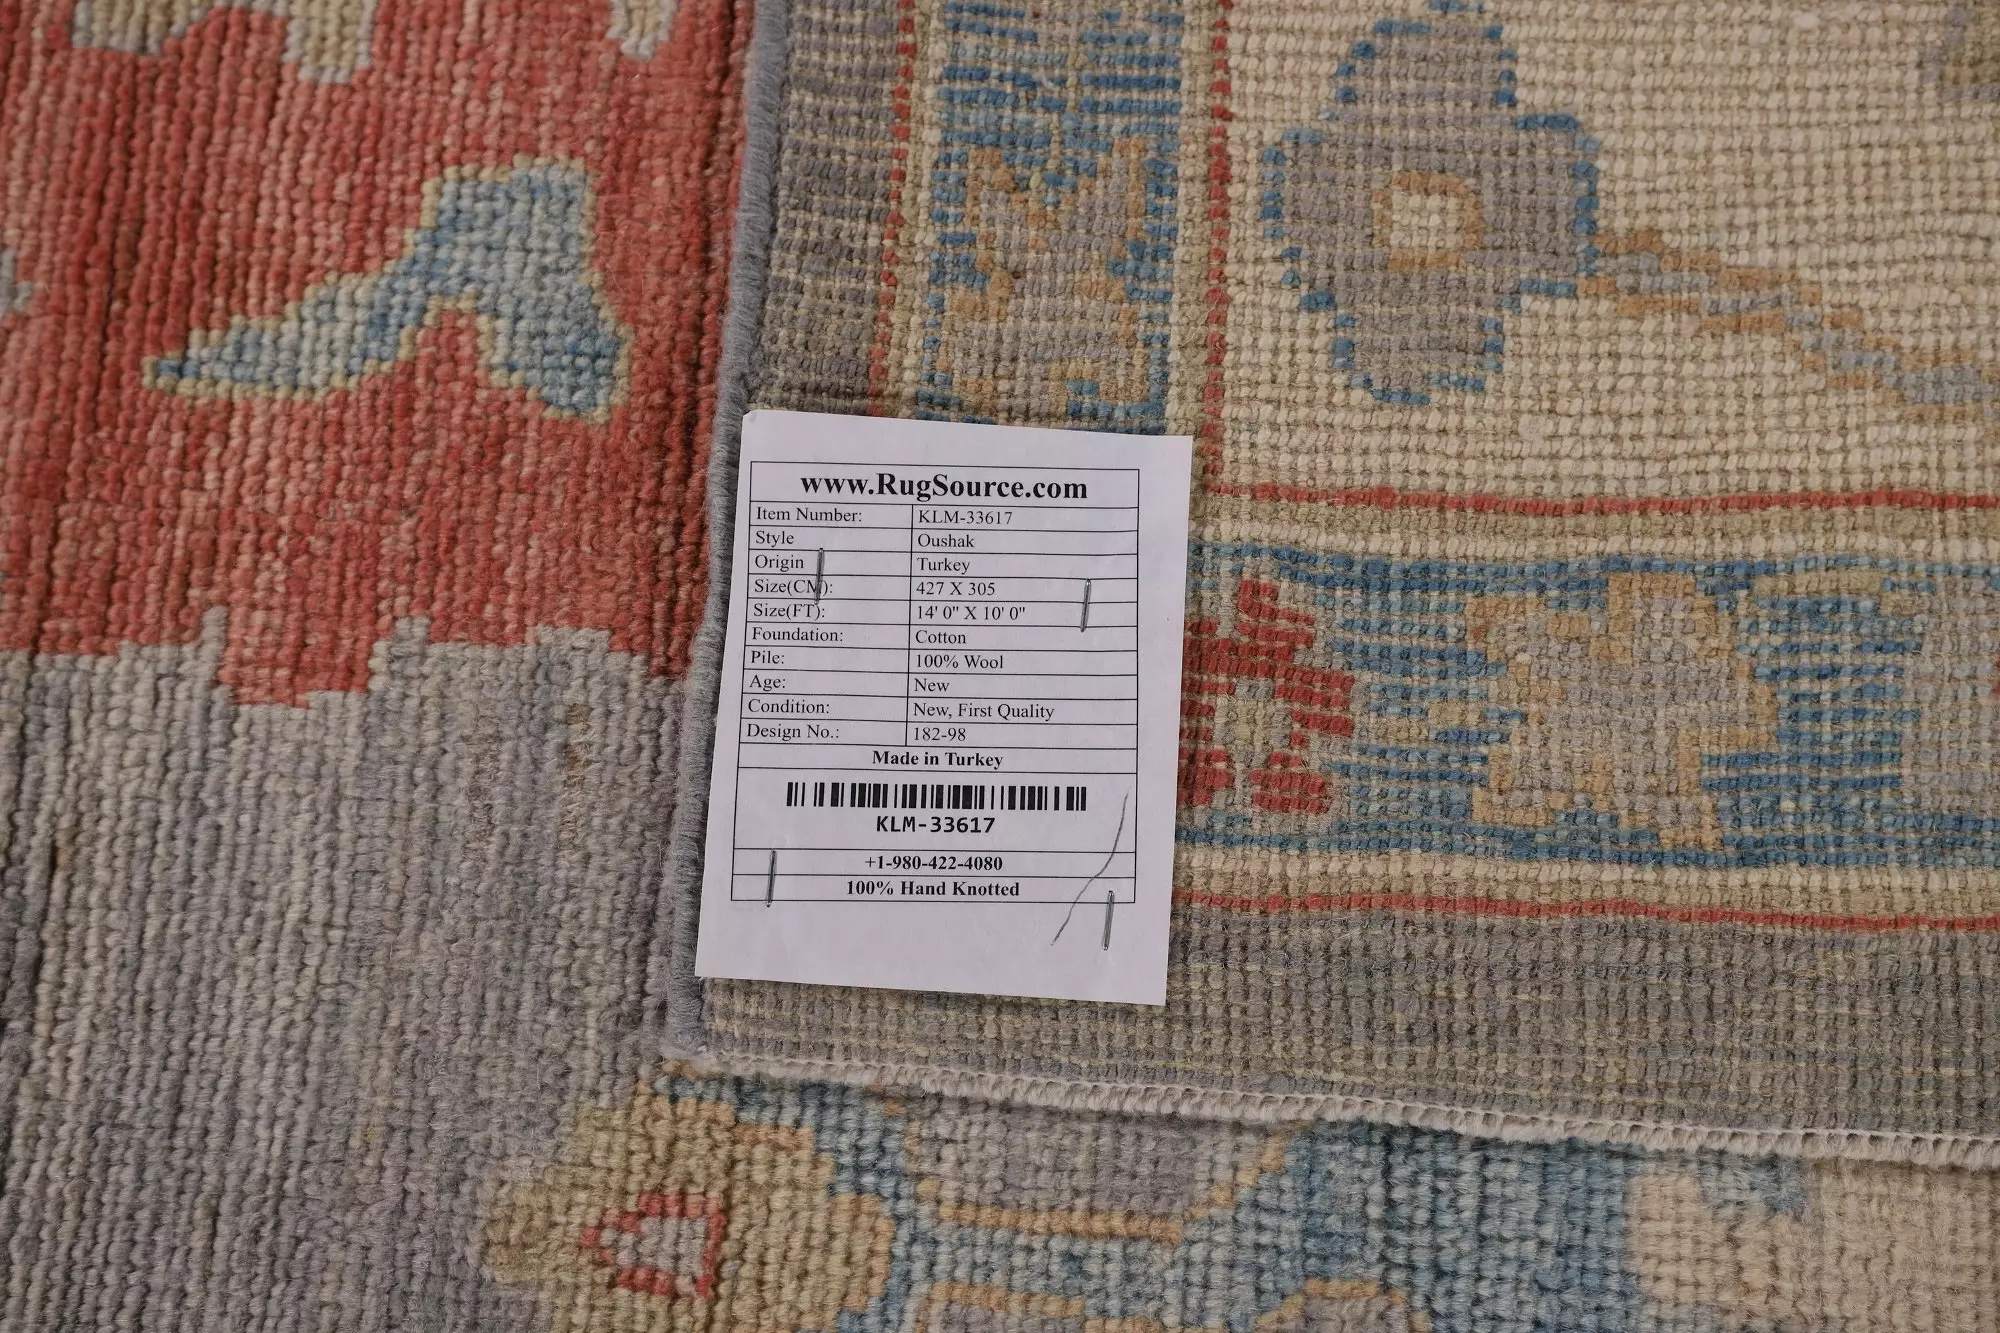 www.RugSource.com
Item Number: KLM-33617
Style Oushak
Origin Turkey
Size(CM): 427 X 305
Size(FT): 14' 0" X 10' 0"
Foundation: Cotton
Pile: 100% Wool
Age: New
Condition: New, First Quality
Design No.: 182-98
Made in Turkey
KLM-33617
+1-980-422-4080
100% Hand Knotted